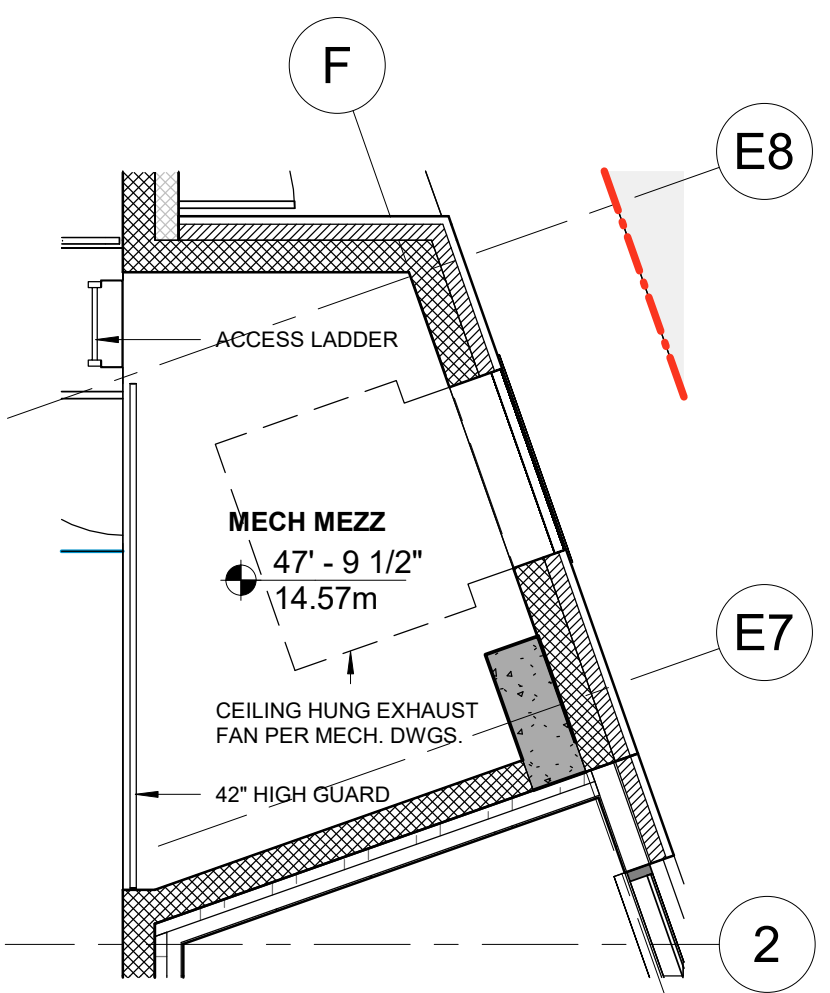 F
E8
ACCESS LADDER
MECH MEZZ
47' - 9 1/2"
14.57m
E7
CEILING HUNG EXHAUST
FAN PER MECH. DWGS.
42" HIGH GUARD
2